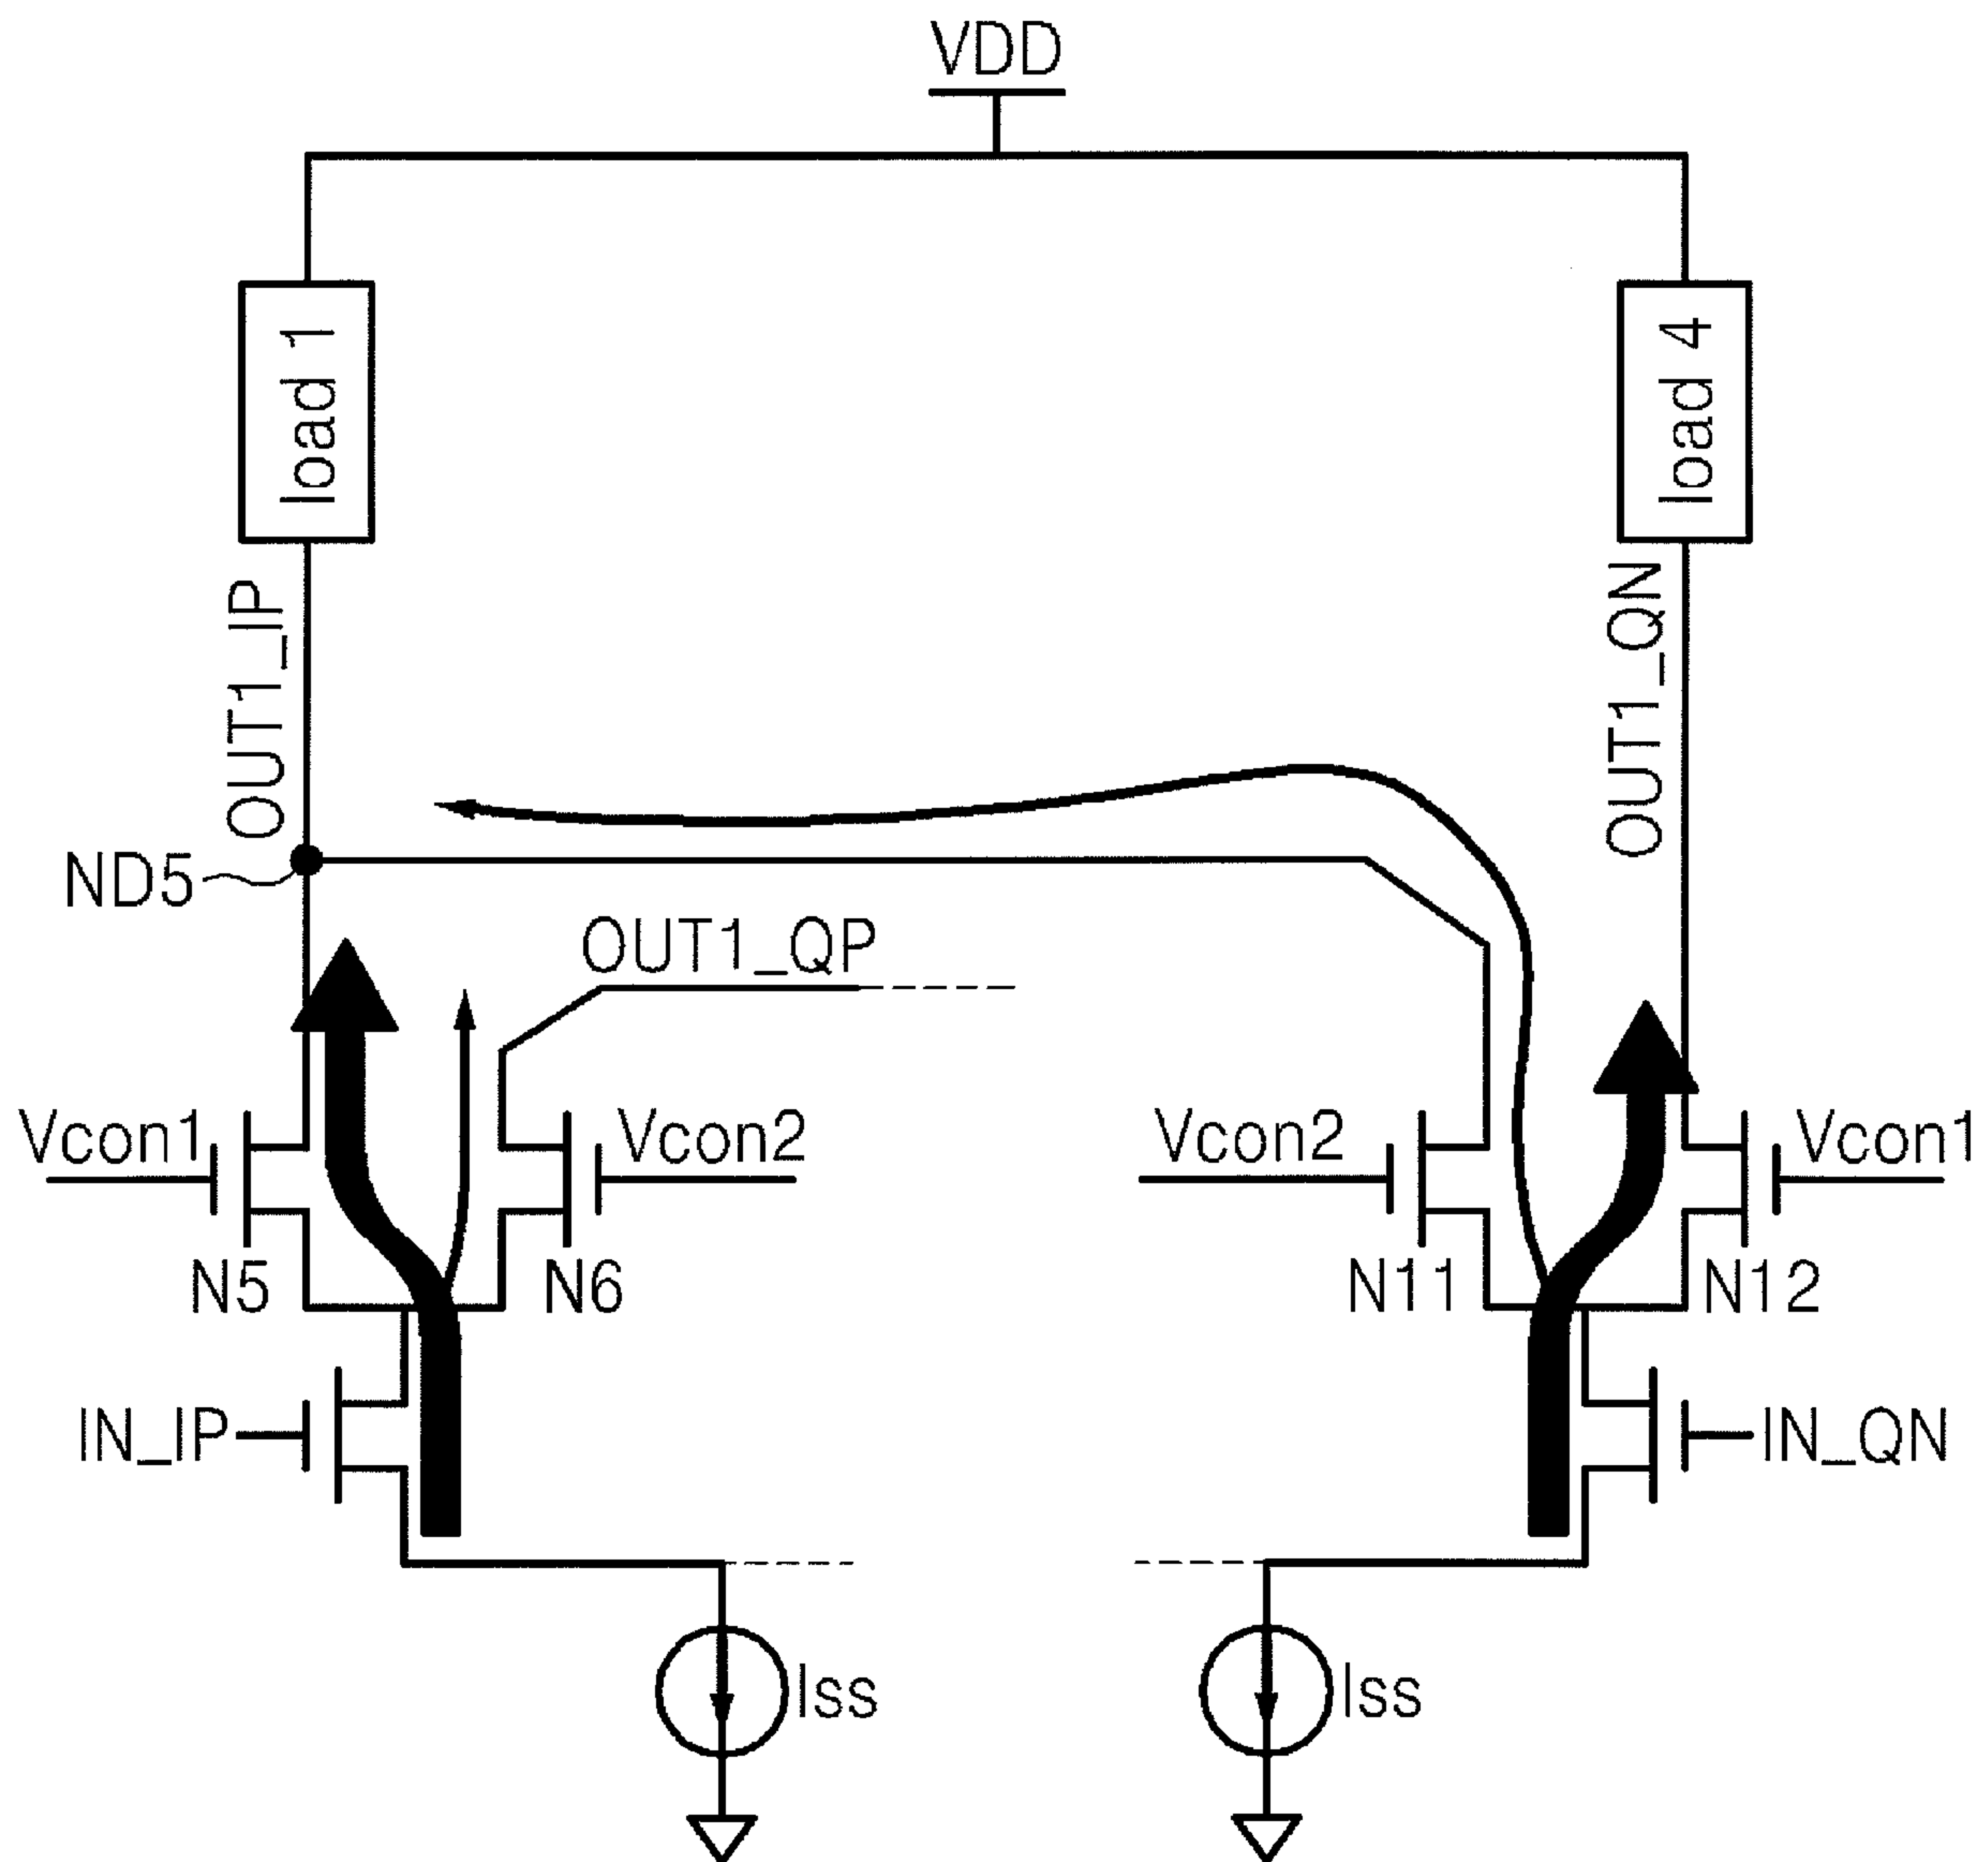 VDD
load 1
load 4
OUT1_IP
OUT1_QN
ND5
OUT1_QP
Vcon1
Vcon2
Vcon2
Vcon1
N5
N6
N11
N12
IN_IP
IN_QN
Iss
Iss